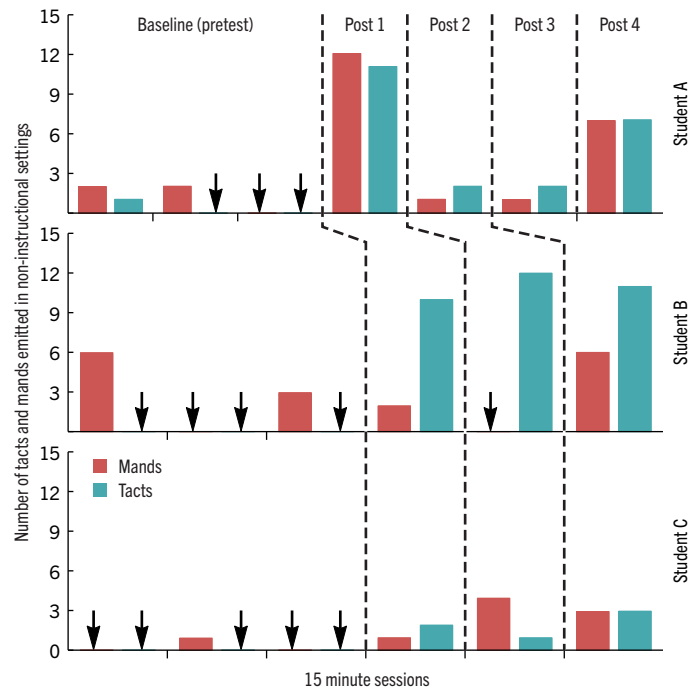 Number of tacts and mands emitted in non-instructional settings
Baseline (pretest) Post 1 Post 2 Post 3 Post 4
15
12
9
6
3
Student A
15
12
9
6
3
Student B
15
12
9
6
3
0
Mands
Tacts
Student C
15 minute sessions